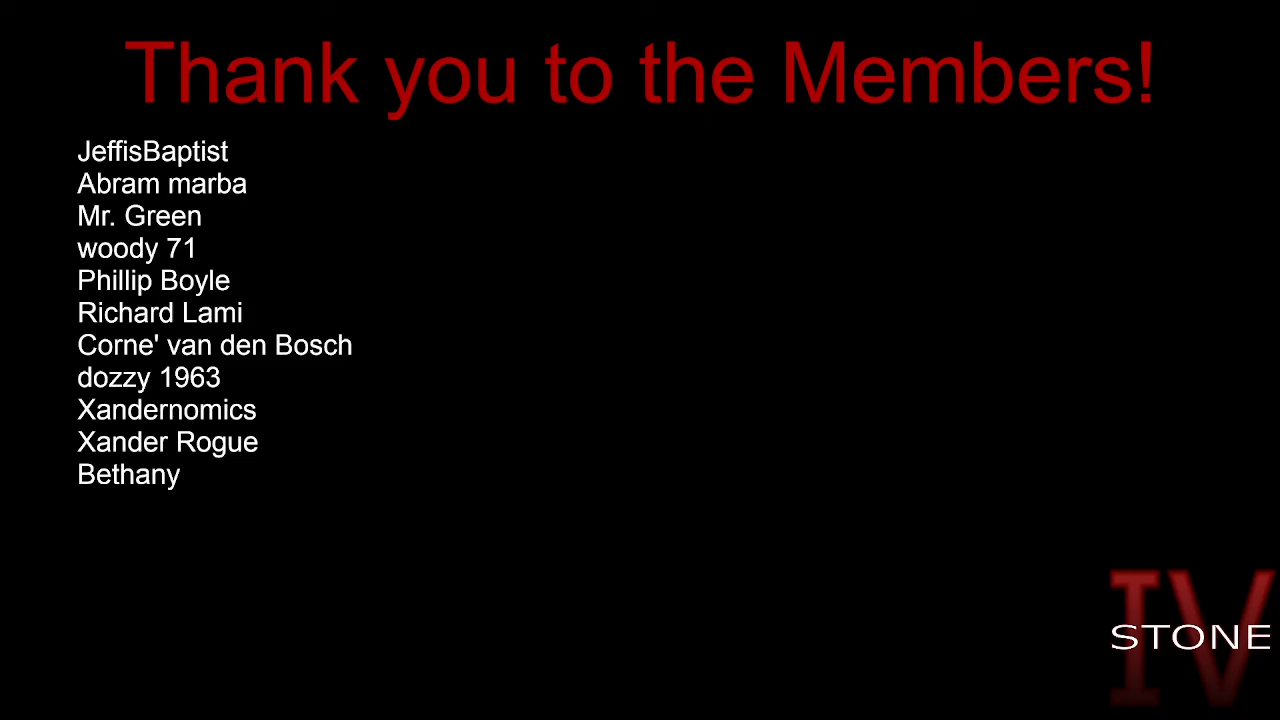 Thank you to the Members!
JeffisBaptist
Abram marba
Mr. Green
woody 71
Phillip Boyle
Richard Lami
Corne' van den Bosch
dozzy 1963
Xandernomics
Xander Rogue
Bethany
IV
STONE